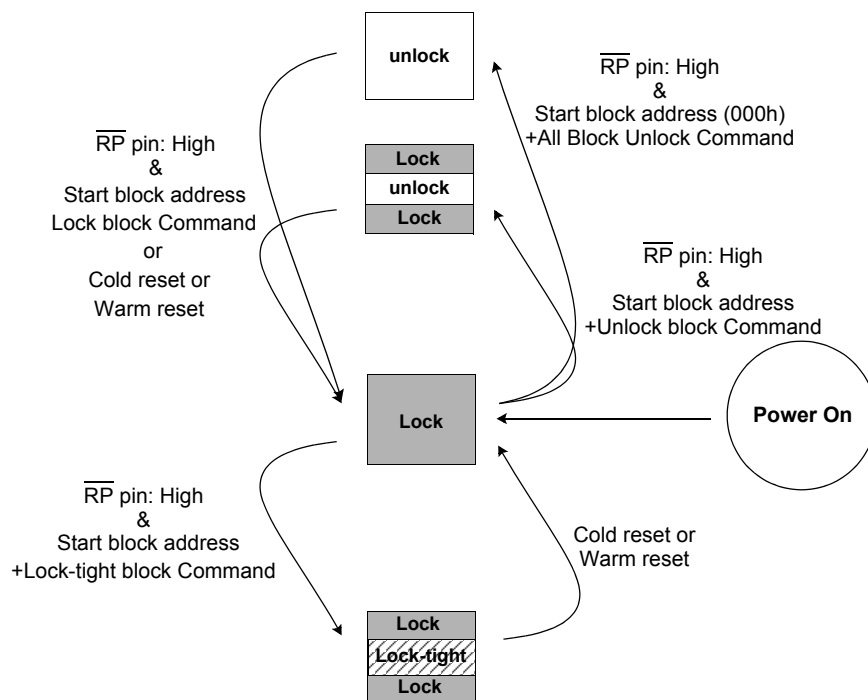 unlock
RP pin: High
&
Start block address (000h)
+All Block Unlock Command
RP pin: High
&
Start block address
Lock block Command
or
Cold reset or
Warm reset
Lock
unlock
Lock
RP pin: High
&
Start block address
+Unlock block Command
Lock
Power On
RP pin: High
&
Start block address
+Lock-tight block Command
Cold reset or
Warm reset
Lock
Lock-tight
Lock